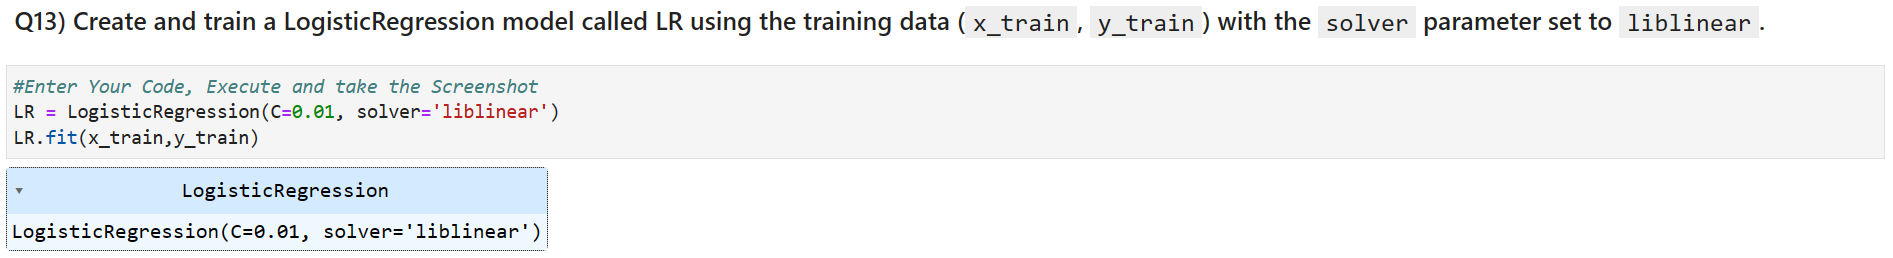 Q13) Create and train a LogisticRegression model called LR using the training data (x_train, y_train) with the solver parameter set to liblinear.
#Enter Your Code, Execute and take the Screenshot
LR = LogisticRegression(C=0.01, solver='liblinear')
LR.fit(x_train,y_train)
LogisticRegression
LogisticRegression(C=0.01, solver='liblinear')